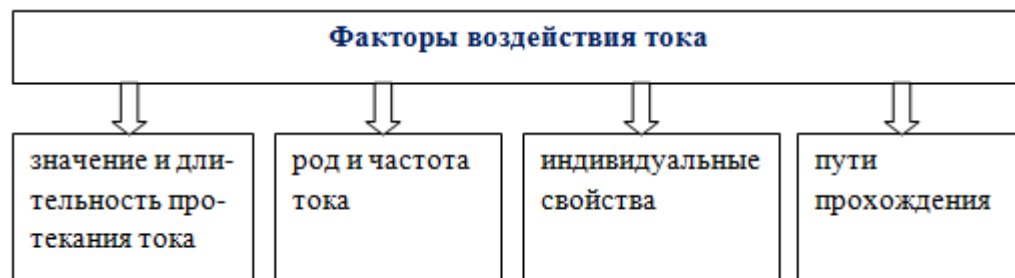 Факторы воздействия тока
значение и дли-
тельность про-
текания тока
род и частота
тока
индивидуальные
свойства
пути
прохождения